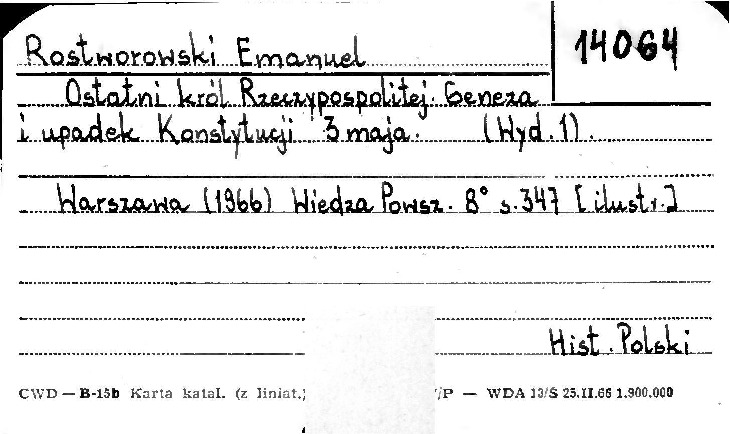 Rostworowski Emanuel
14064
Ostatni król Rzeczypospolitej. Geneza
i upadek Konstytucji 3 maja. (Wyd. 1).
Warszawa (1966) Wiedza Powsz. 8° s. 347 [ilustr.]
Hist. Polski
CWD — B-15b Karta katal. (z liniat.) /P — WDA 13/S 25.II.66 1.900.000